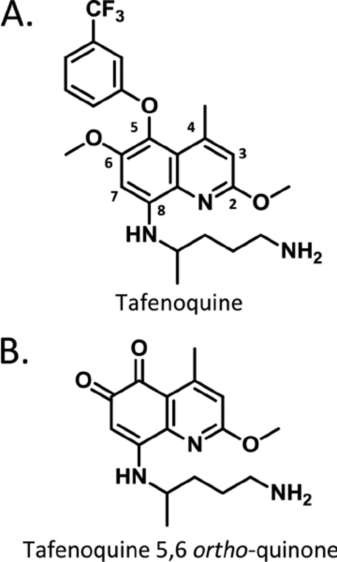 A.
CF3
O
5
4
O
6
3
7
8
N
2
O
HN
NH2
Tafenoquine
B.
O
O
N
O
HN
NH2
Tafenoquine 5,6 ortho-quinone